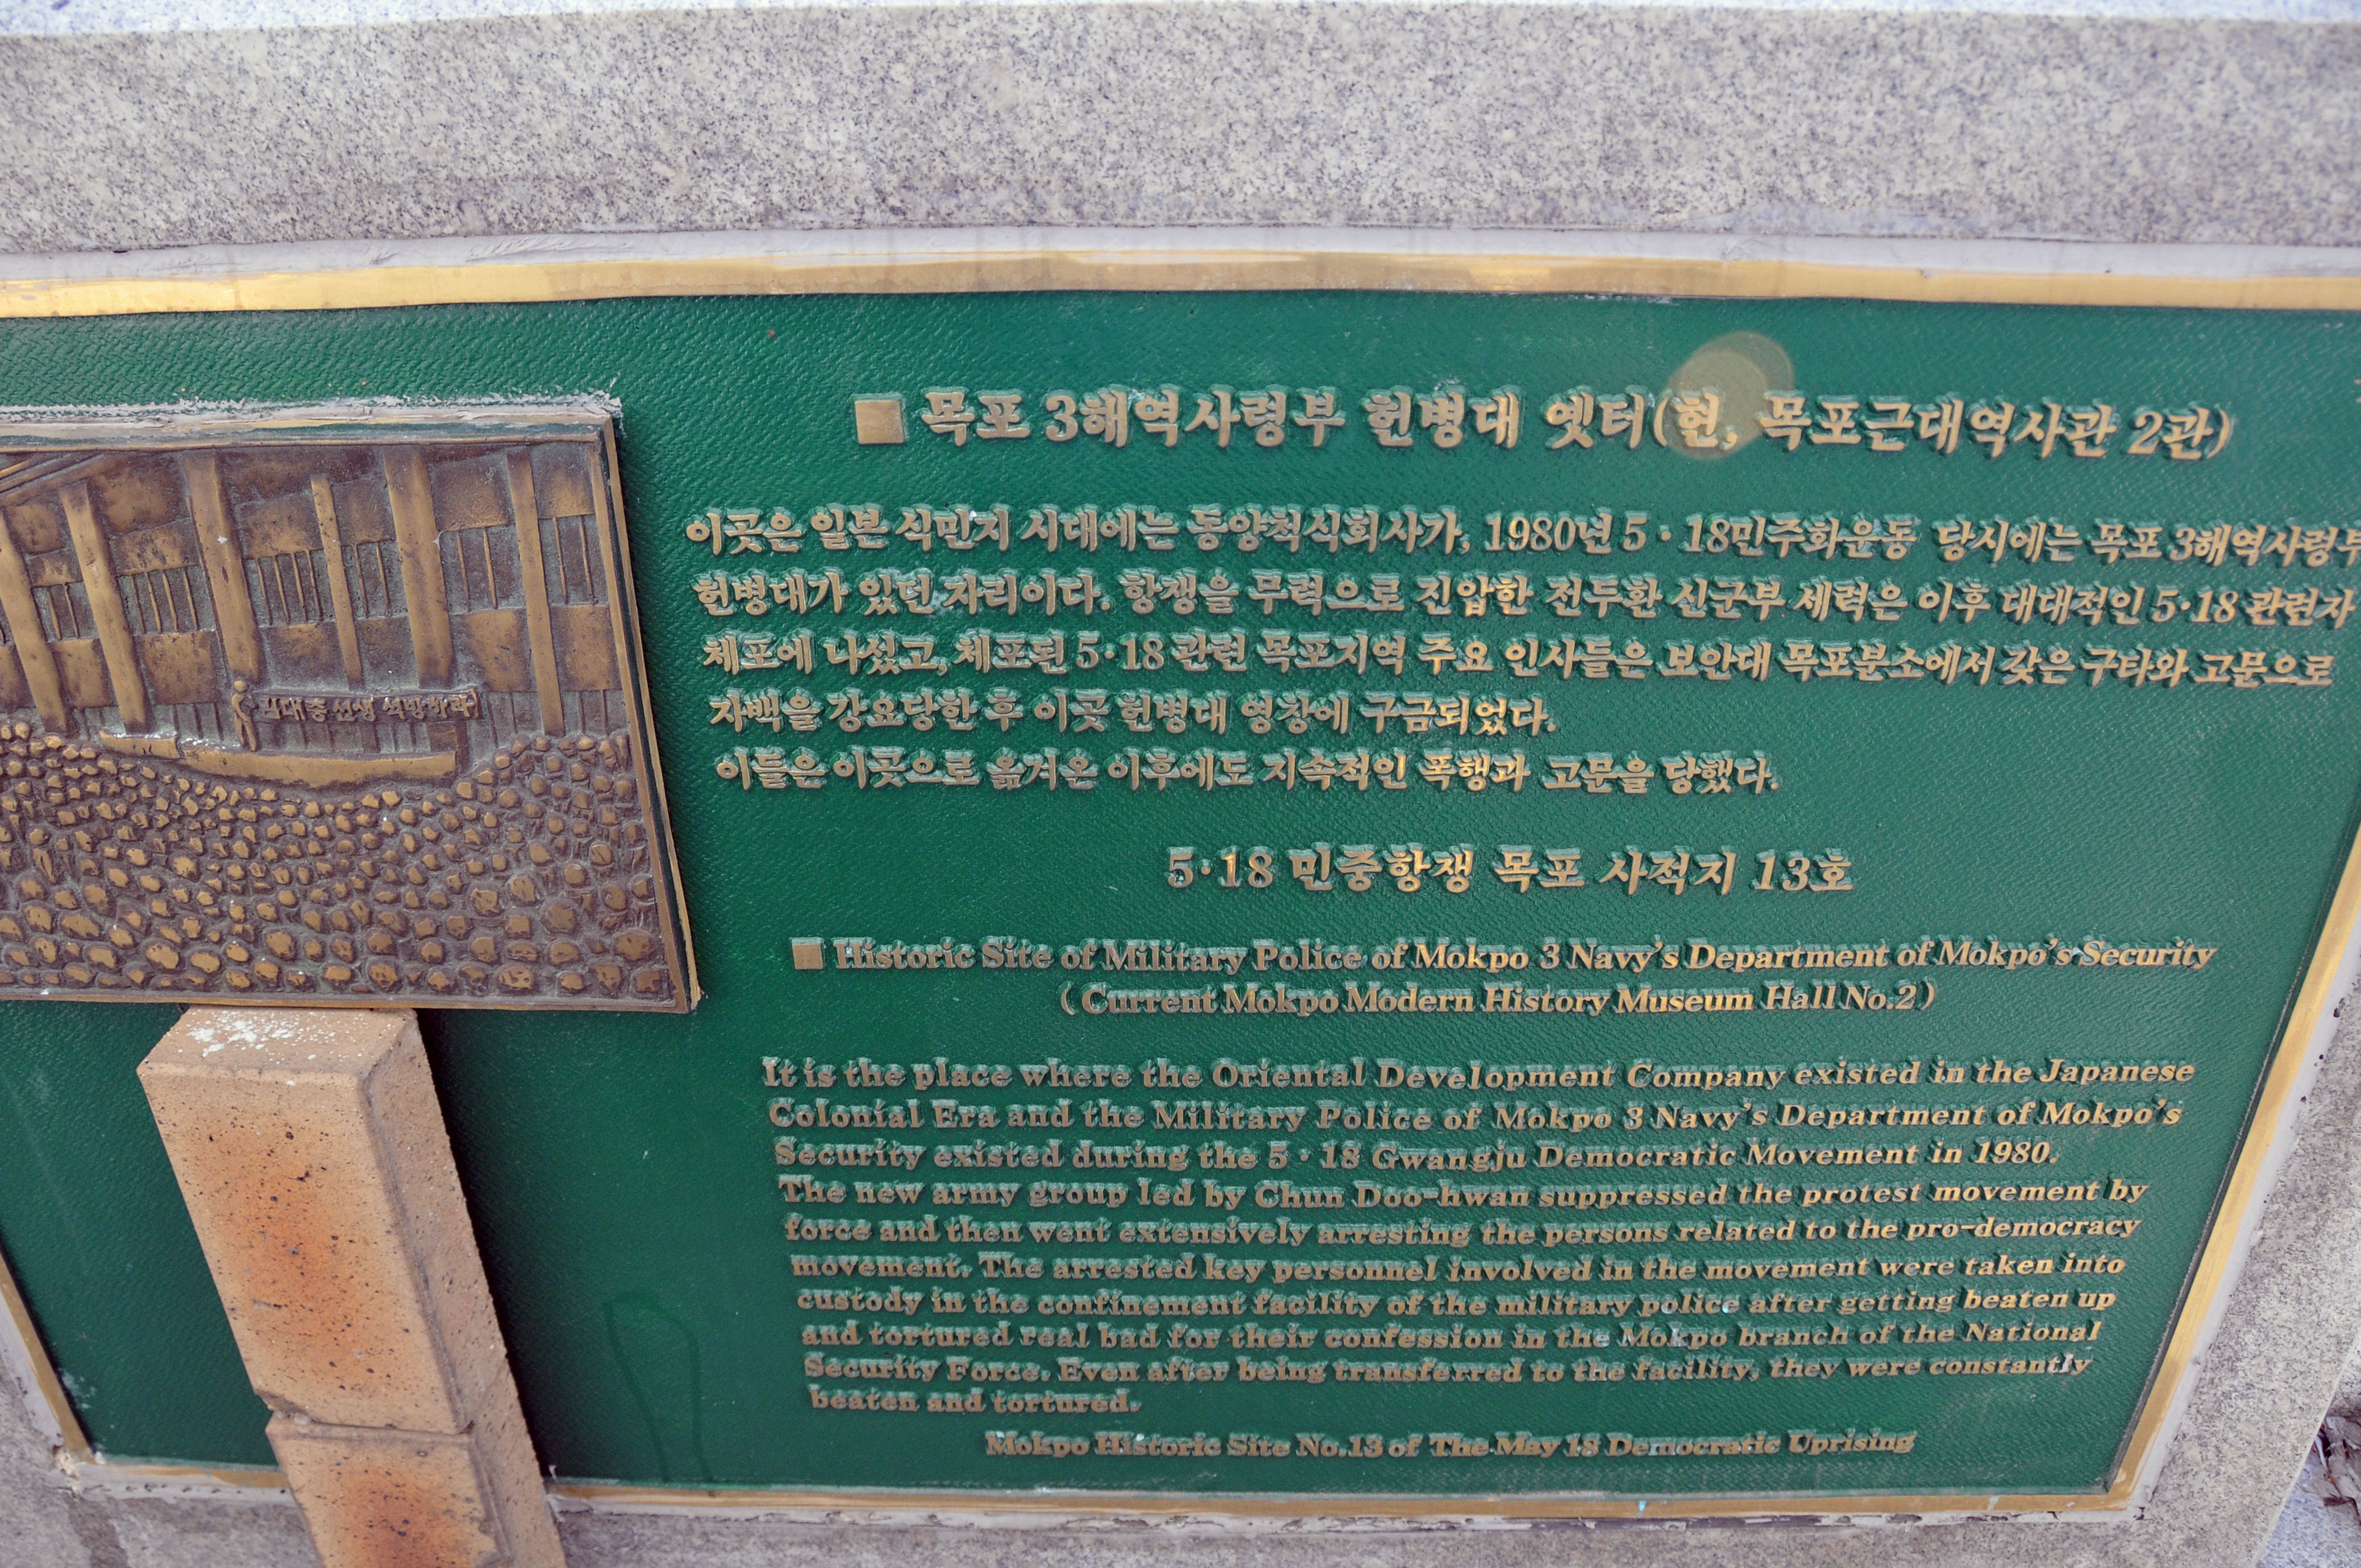 ■ 목포 3해역사령부 헌병대 옛터(현, 목포근대역사관 2관)
이곳은 일본 식민지 시대에는 동양척식회사가, 1980년 5·18민주화운동 당시에는 목포 3해역사령부
헌병대가 있던 자리이다. 항쟁을 무력으로 진압한 전두환 신군부 세력은 이후 대대적인 5·18 관련자
체포에 나섰고, 체포된 5·18 관련 목포지역 주요 인사들은 보안대 목포분소에서 갖은 구타와 고문으로
자백을 강요당한 후 이곳 헌병대 영창에 구금되었다.
이들은 이곳으로 옮겨온 이후에도 지속적인 폭행과 고문을 당했다.
5·18 민중항쟁 목포 사적지 13호
■ Historic Site of Military Police of Mokpo 3 Navy's Department of Mokpo's Security
(Current Mokpo Modern History Museum Hall No.2)
It is the place where the Oriental Development Company existed in the Japanese
Colonial Era and the Military Police of Mokpo 3 Navy's Department of Mokpo's
Security existed during the 5·18 Gwangju Democratic Movement in 1980.
The new army group led by Chun Doo-hwan suppressed the protest movement by
force and then went extensively arresting the persons related to the pro-democracy
movement. The arrested key personnel involved in the movement were taken into
custody in the confinement facility of the military police after getting beaten up
and tortured real bad for their confession in the Mokpo branch of the National
Security Force. Even after being transferred to the facility, they were constantly
beaten and tortured.
Mokpo Historic Site No.13 of The May 18 Democratic Uprising
김대중선생 석방하라